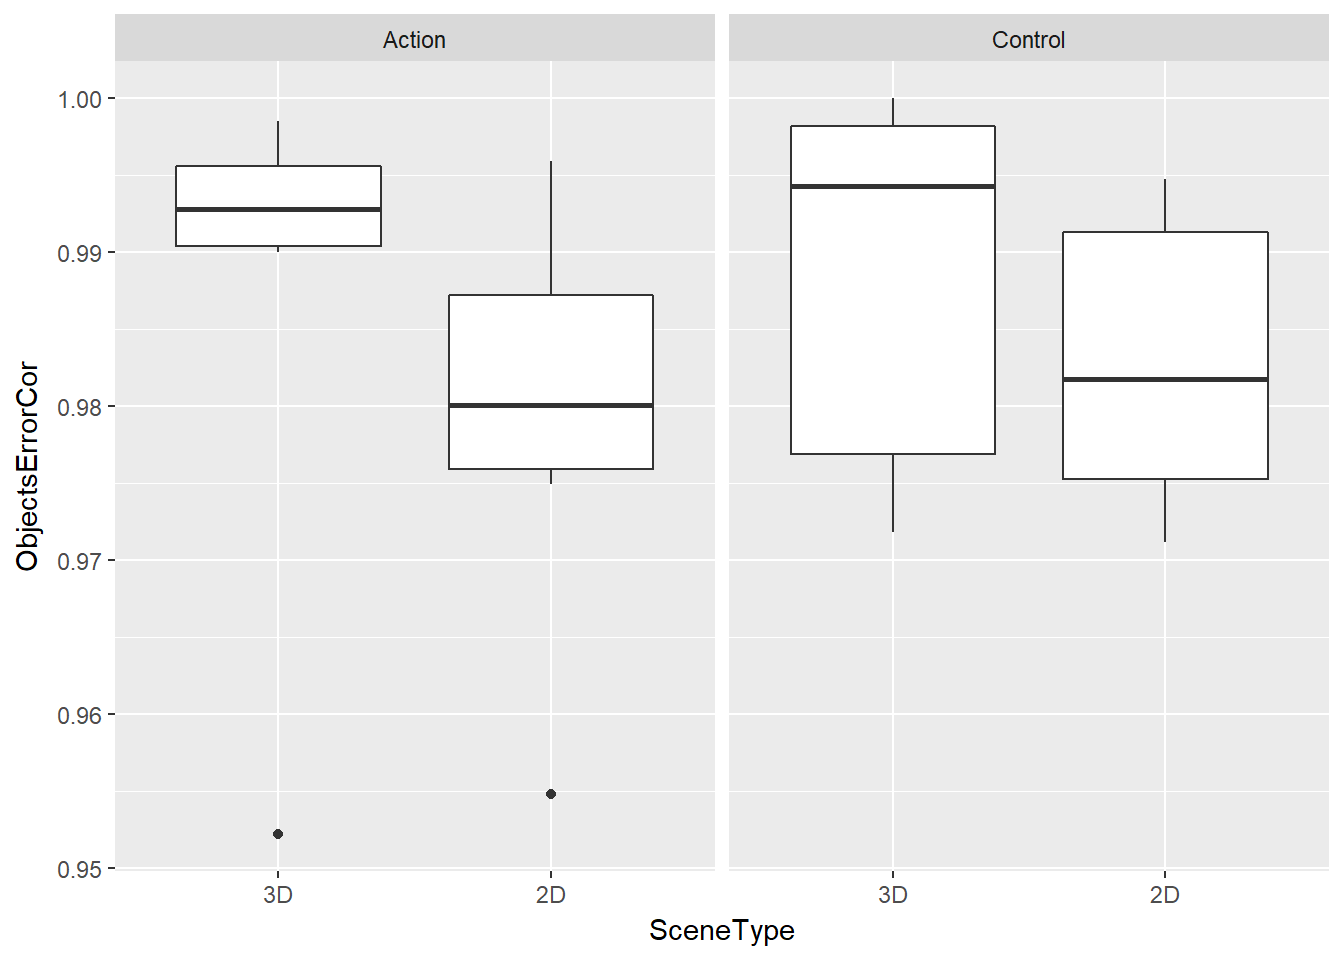 Action
Control
1.00
0.99
0.98
0.97
0.96
0.95
ObjectsErrorCor
3D
2D
3D
2D
SceneType